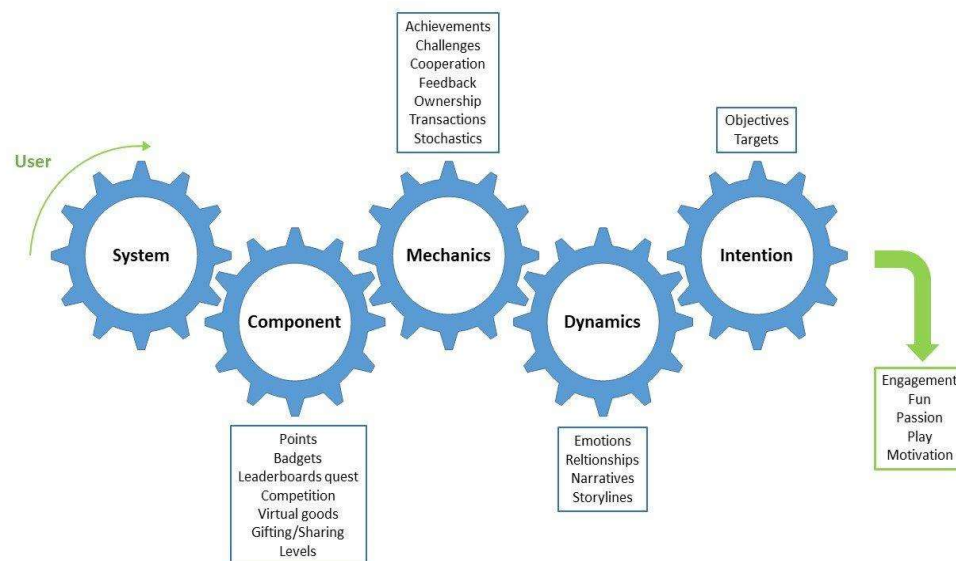 Achievements
Challenges
Cooperation
Feedback
Ownership
Transactions
Stochastics
Objectives
Targets
User
System
Mechanics
Intention
Component
Dynamics
Engagement
Fun
Passion
Play
Motivation
Points
Badgets
Leaderboards quest
Competition
Virtual goods
Gifting/Sharing
Levels
Emotions
Reltionships
Narratives
Storylines